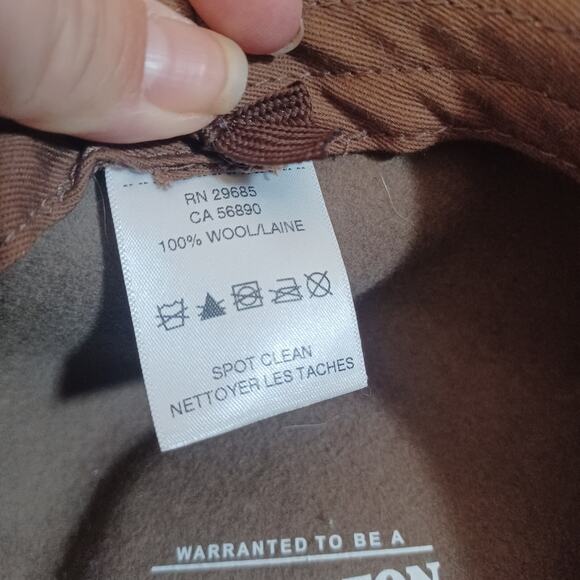 RN 29685
CA 56890
100% WOOL/LAINE
SPOT CLEAN
NETTOYER LES TACHES
WARRANTED TO BE A